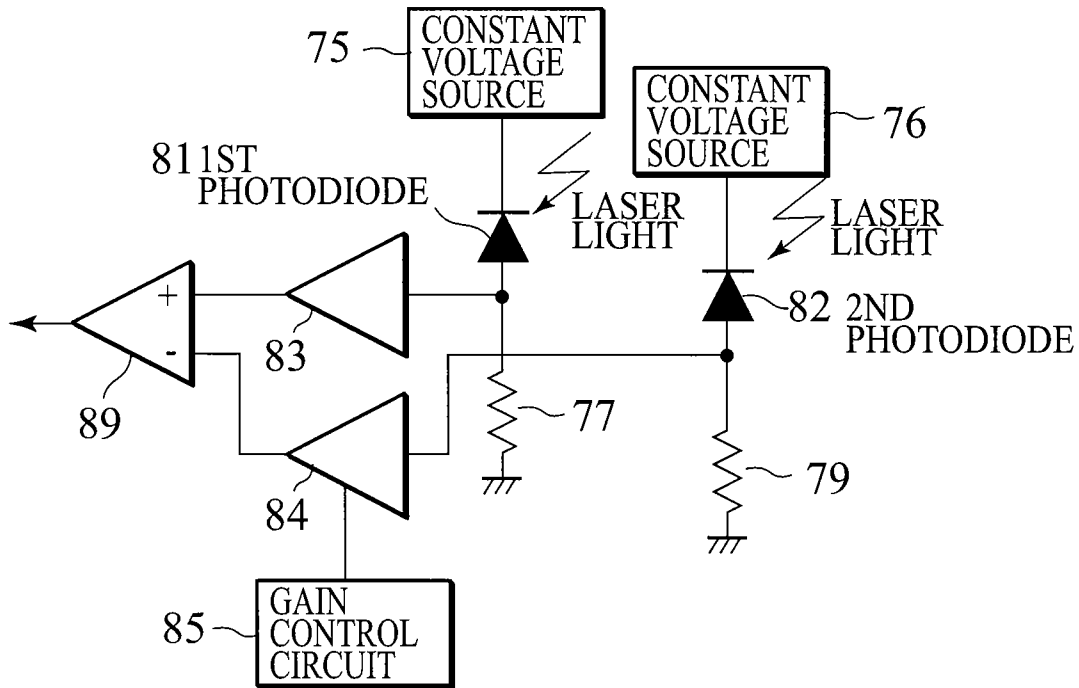 75
CONSTANT
VOLTAGE
SOURCE
CONSTANT
VOLTAGE
SOURCE
76
81 1ST
PHOTODIODE
LASER
LIGHT
LASER
LIGHT
+
-
83
89
82 2ND
PHOTODIODE
77
84
79
85
GAIN
CONTROL
CIRCUIT